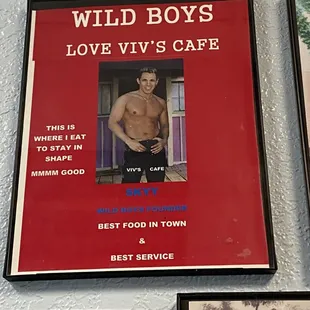 WILD BOYS
LOVE VIV'S CAFE
THIS IS
WHERE I EAT
TO STAY IN
SHAPE
MMMM GOOD
VIV'S CAFE
BEST FOOD IN TOWN
&
BEST SERVICE